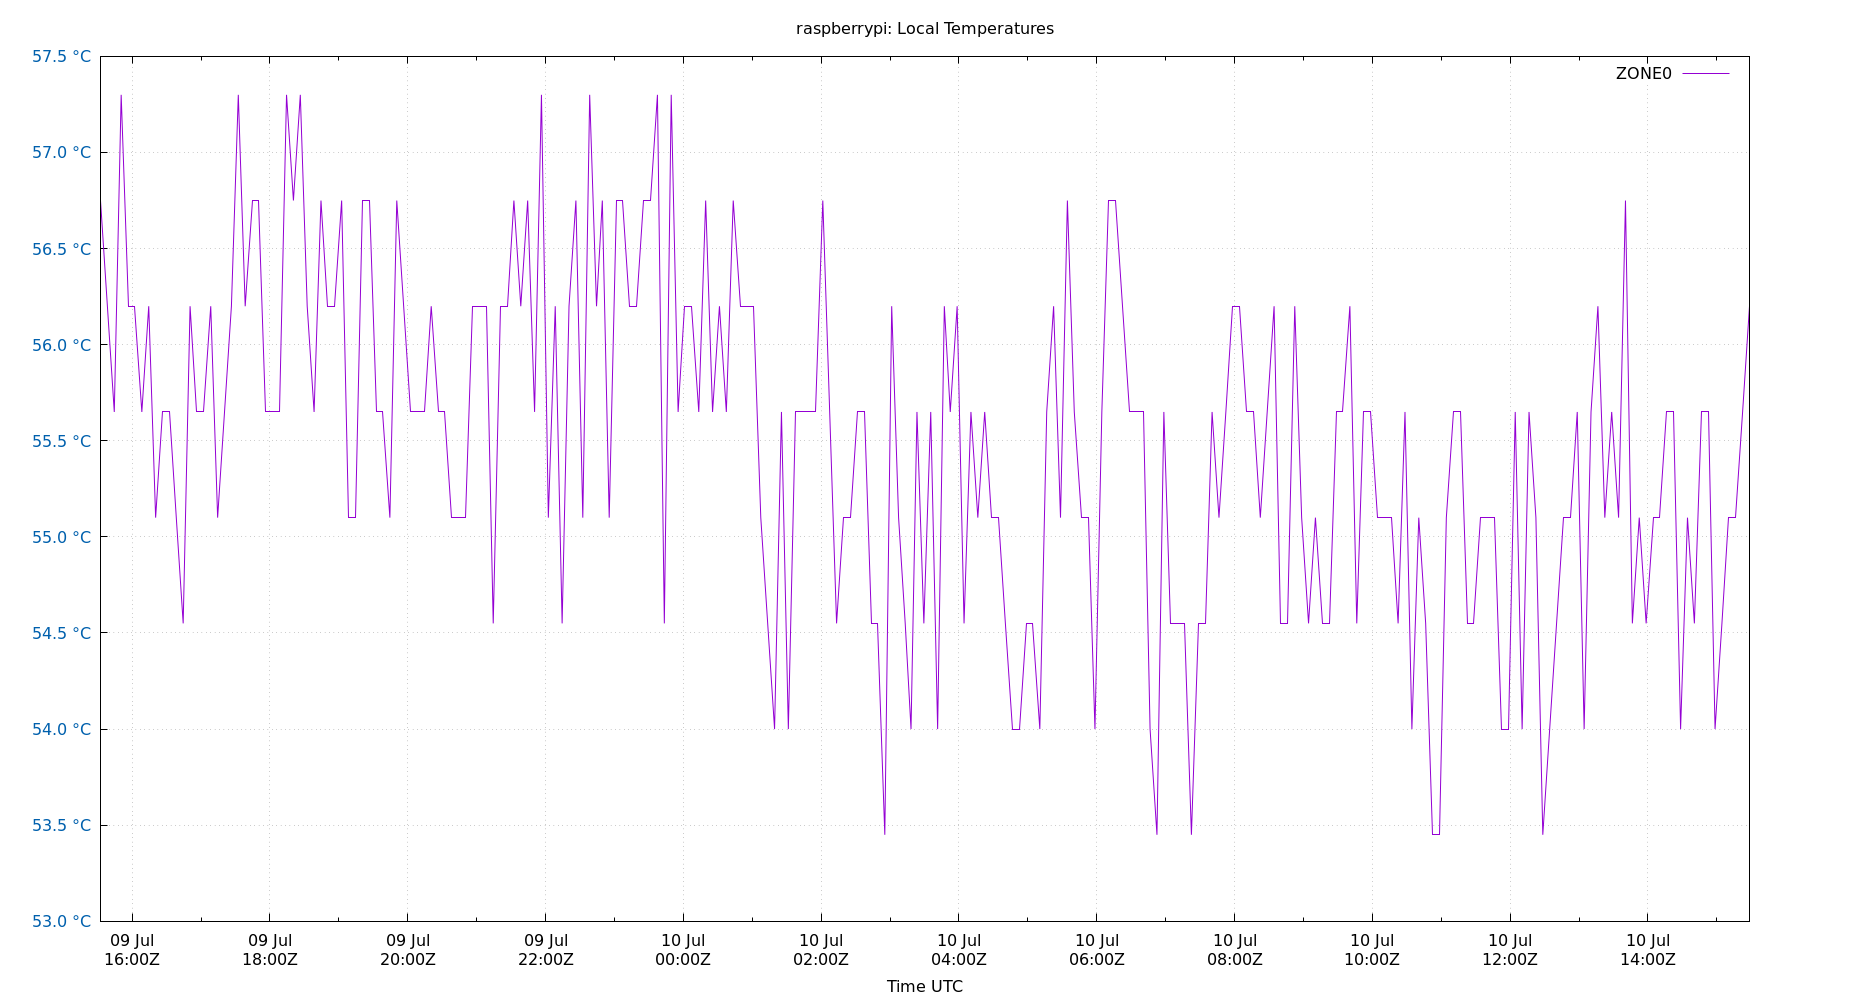 raspberrypi: Local Temperatures
57.5 °C
ZONE0
57.0 °C
56.5 °C
56.0 °C
55.5 °C
55.0 °C
54.5 °C
54.0 °C
53.5 °C
53.0 °C
09 Jul 09 Jul 09 Jul 09 Jul 10 Jul 10 Jul 10 Jul 10 Jul 10 Jul 10 Jul 10 Jul 10 Jul
16:00Z 18:00Z 20:00Z 22:00Z 00:00Z 02:00Z 04:00Z 06:00Z 08:00Z 10:00Z 12:00Z 14:00Z
Time UTC